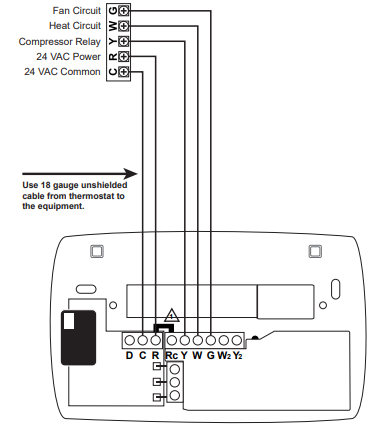 Fan Circuit G
Heat Circuit W
Compressor Relay Y
24 VAC Power R
24 VAC Common C
Use 18 gauge unshielded
cable from thermostat to
the equipment.
1
D C R Rc Y W G W2 Y2